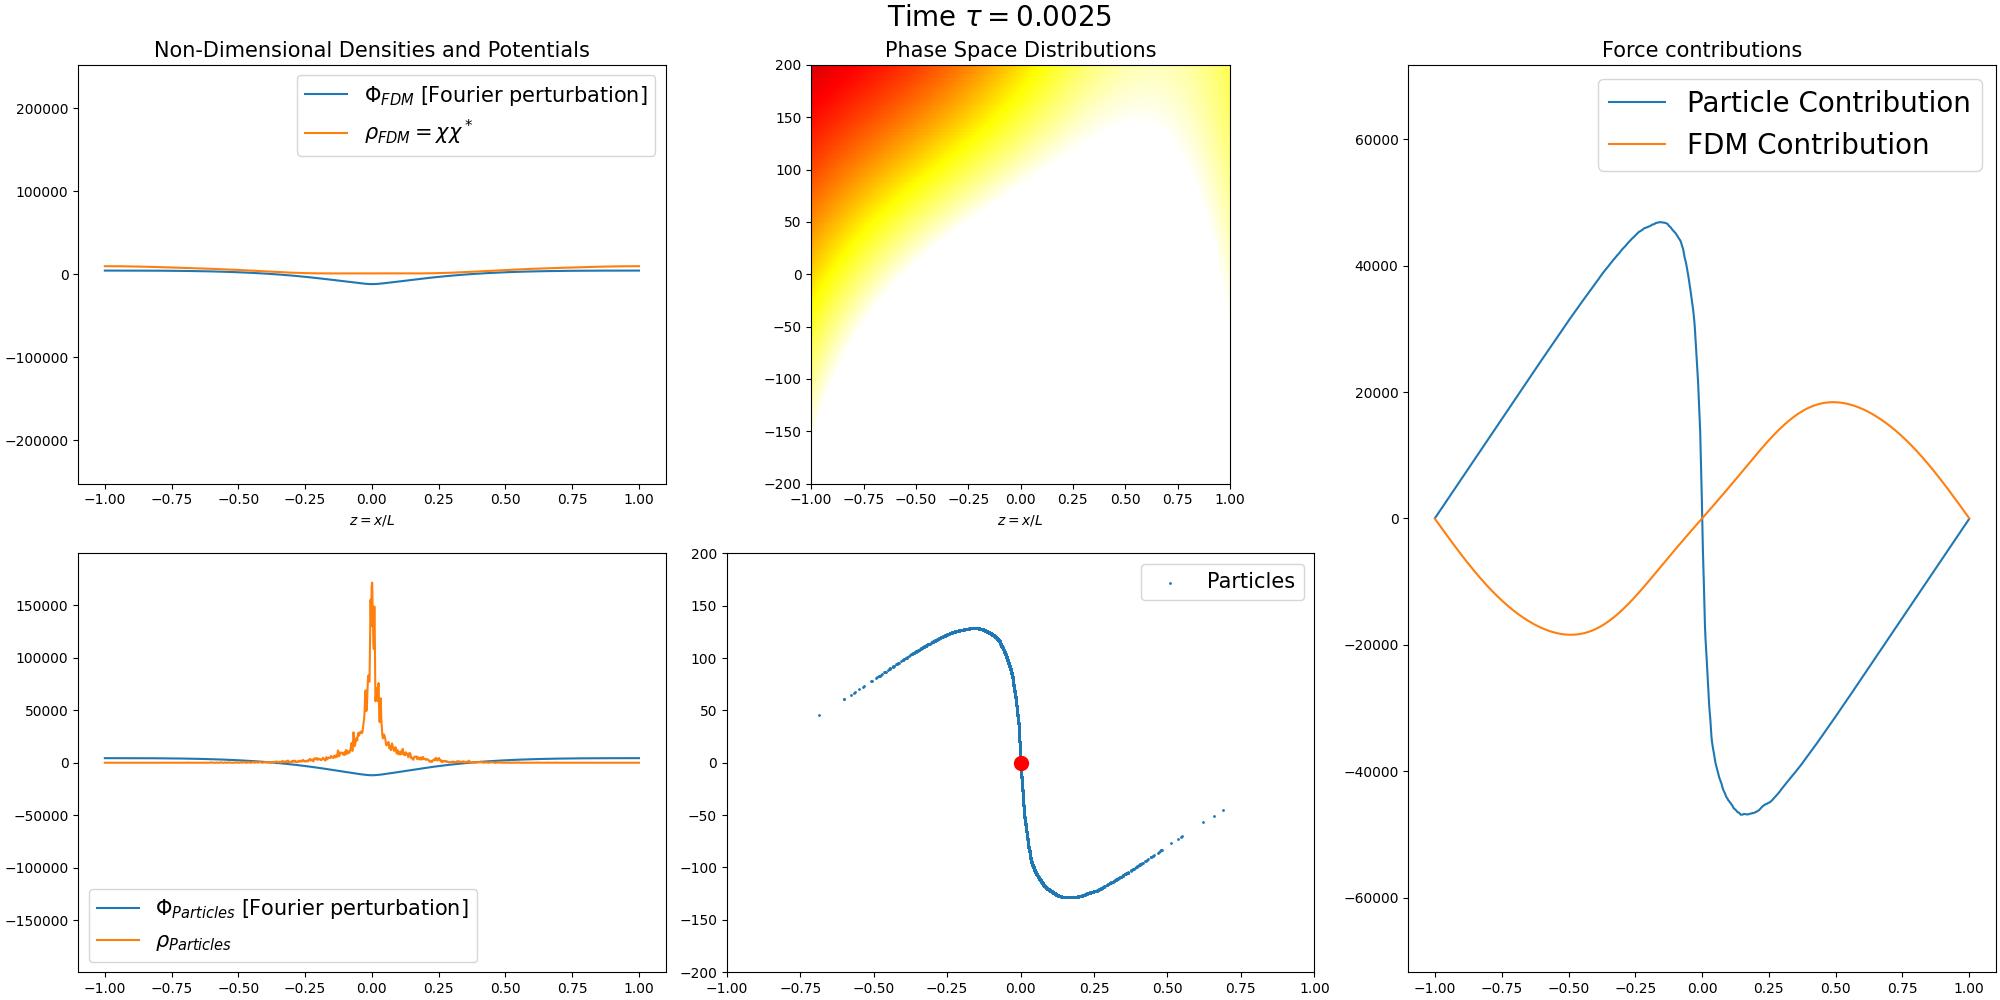 Time τ = 0.0025
Non-Dimensional Densities and Potentials
200000
100000
0
−100000
−200000
−1.00 −0.75 −0.50 −0.25 0.00 0.25 0.50 0.75 1.00
z = x/L
Φ_FDM [Fourier perturbation]
ρ_FDM = χχ*
Phase Space Distributions
200
150
100
50
0
−50
−100
−150
−200
−1.00 −0.75 −0.50 −0.25 0.00 0.25 0.50 0.75 1.00
z = x/L
Force contributions
Particle Contribution
FDM Contribution
60000
40000
20000
0
−20000
−40000
−60000
−1.00 −0.75 −0.50 −0.25 0.00 0.25 0.50 0.75 1.00
150000
100000
50000
0
−50000
−100000
−150000
Φ_Particles [Fourier perturbation]
ρ_Particles
−1.00 −0.75 −0.50 −0.25 0.00 0.25 0.50 0.75 1.00
Particles
200
150
100
50
0
−50
−100
−150
−200
−1.00 −0.75 −0.50 −0.25 0.00 0.25 0.50 0.75 1.00